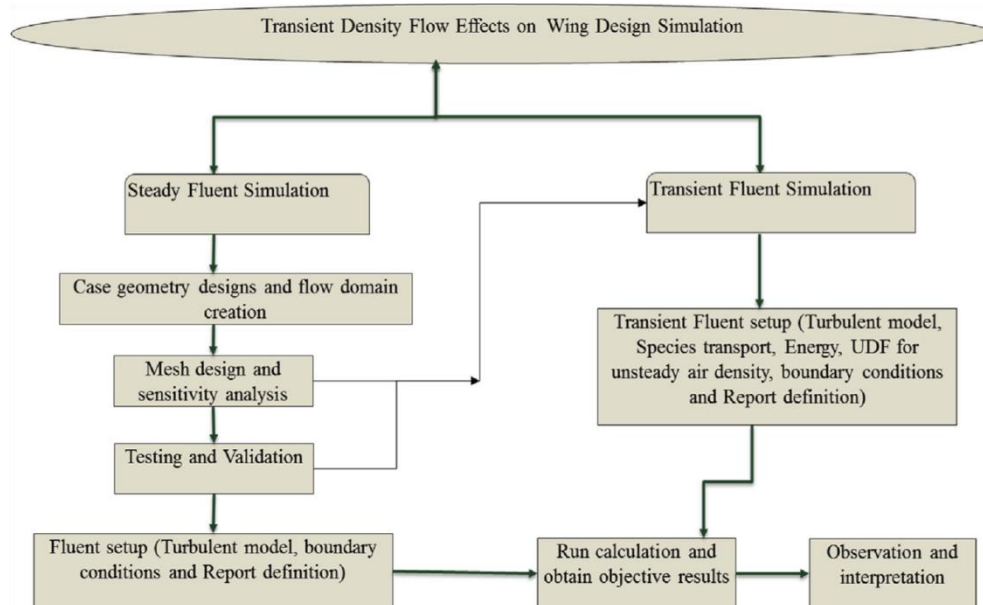 Transient Density Flow Effects on Wing Design Simulation
Steady Fluent Simulation
Case geometry designs and flow domain
creation
Mesh design and
sensitivity analysis
Testing and Validation
Fluent setup (Turbulent model, boundary
conditions and Report definition)
Transient Fluent Simulation
Transient Fluent setup (Turbulent model,
Species transport, Energy, UDF for
unsteady air density, boundary conditions
and Report definition)
Run calculation and
obtain objective results
Observation and
interpretation